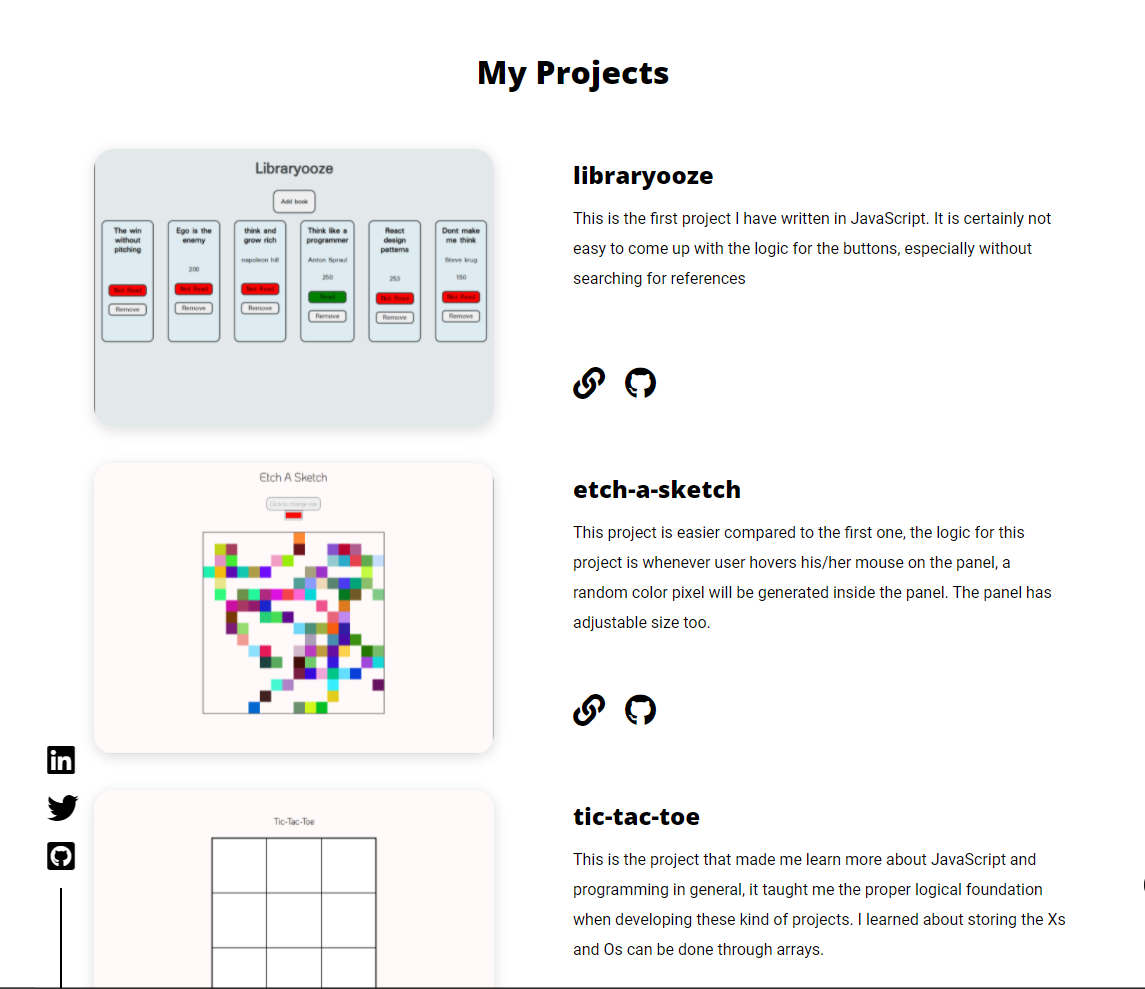 My Projects
Libraryooze
Add book
The win
without
pitching
Not Read
Remove
Ego is the
enemy
200
Not Read
Remove
think and
grow rich
napoleon hill
Not Read
Remove
Think like a
programmer
Anton Spraul
250
Read
Remove
React
design
patterns
253
Not Read
Remove
Dont make
me think
Steve krug
150
Not Read
Remove
libraryooze
This is the first project I have written in JavaScript. It is certainly not
easy to come up with the logic for the buttons, especially without
searching for references
Etch A Sketch
Click to change size
etch-a-sketch
This project is easier compared to the first one, the logic for this
project is whenever user hovers his/her mouse on the panel, a
random color pixel will be generated inside the panel. The panel has
adjustable size too.
in
Tic-Tac-Toe
tic-tac-toe
This is the project that made me learn more about JavaScript and
programming in general, it taught me the proper logical foundation
when developing these kind of projects. I learned about storing the Xs
and Os can be done through arrays.